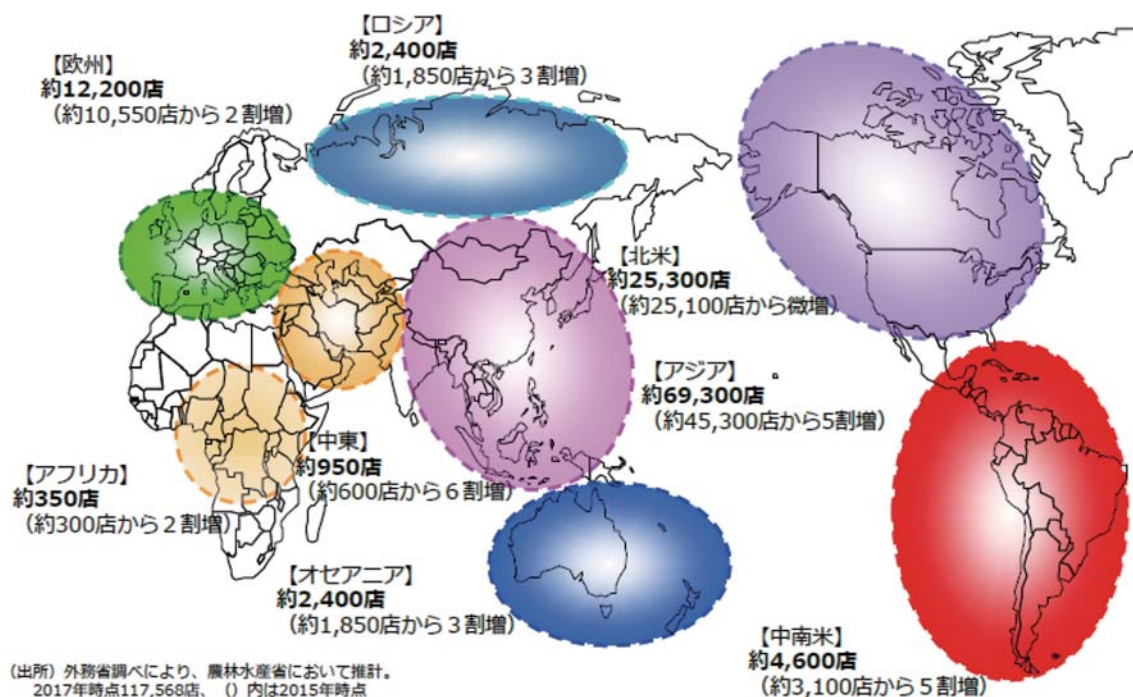 【ロシア】
約2,400店
（約1,850店から３割増）
【欧州】
約12,200店
（約10,550店から２割増）
【北米】
約25,300店
（約25,100店から微増）
【アジア】
約69,300店
（約45,300店から5割増）
【中東】
約950店
（約600店から６割増）
【アフリカ】
約350店
（約300店から２割増）
【オセアニア】
約2,400店
（約1,850店から３割増）
【中南米】
約4,600店
（約3,100店から５割増）
（出所）外務省調べにより、農林水産省において推計。
2017年時点117,568店、（）内は2015年時点